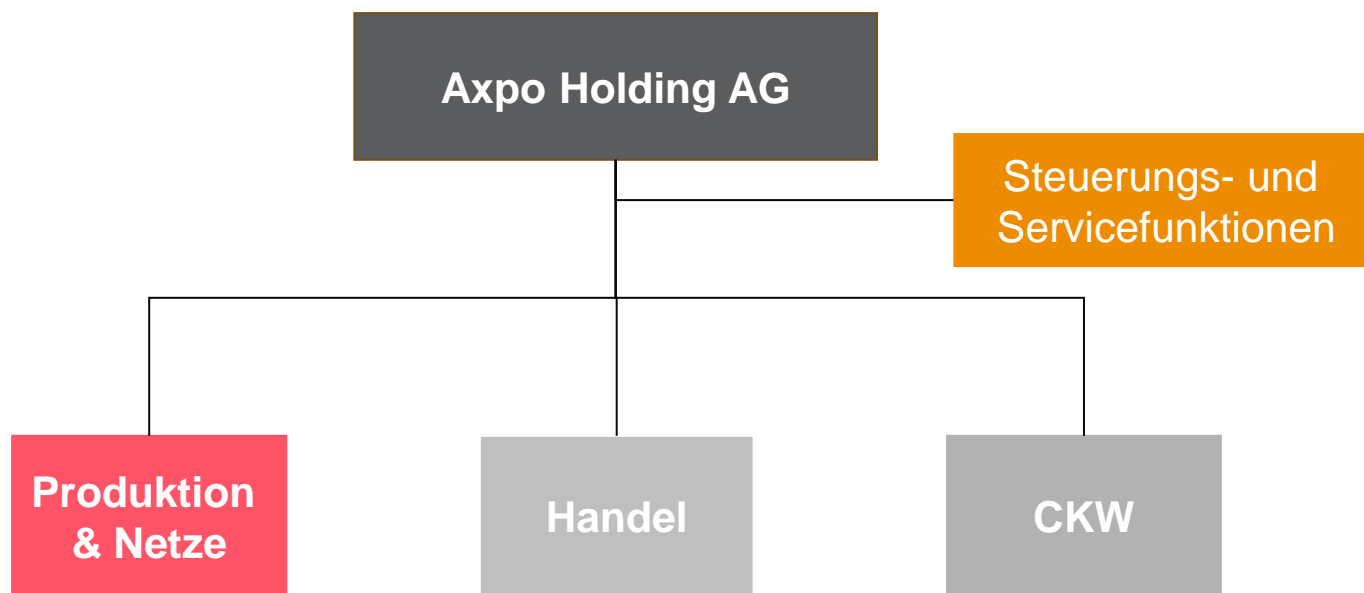 Axpo Holding AG
Steuerungs- und
Servicefunktionen
Produktion
& Netze
Handel
CKW